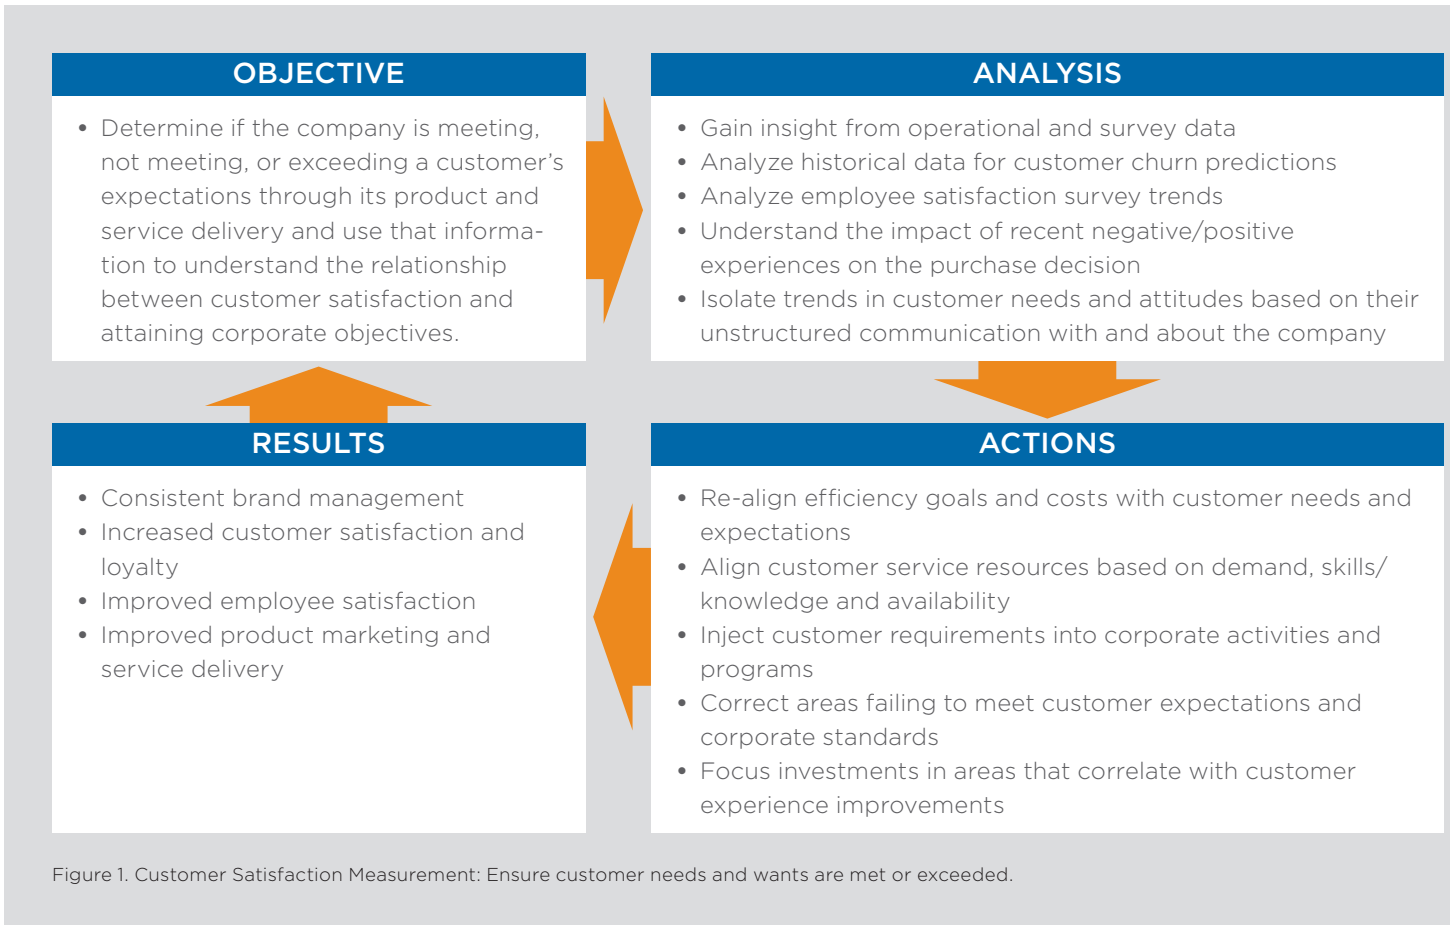 OBJECTIVE
• Determine if the company is meeting,
not meeting, or exceeding a customer’s
expectations through its product and
service delivery and use that informa-
tion to understand the relationship
between customer satisfaction and
attaining corporate objectives.
ANALYSIS
• Gain insight from operational and survey data
• Analyze historical data for customer churn predictions
• Analyze employee satisfaction survey trends
• Understand the impact of recent negative/positive
experiences on the purchase decision
• Isolate trends in customer needs and attitudes based on their
unstructured communication with and about the company
RESULTS
• Consistent brand management
• Increased customer satisfaction and
loyalty
• Improved employee satisfaction
• Improved product marketing and
service delivery
ACTIONS
• Re-align efficiency goals and costs with customer needs and
expectations
• Align customer service resources based on demand, skills/
knowledge and availability
• Inject customer requirements into corporate activities and
programs
• Correct areas failing to meet customer expectations and
corporate standards
• Focus investments in areas that correlate with customer
experience improvements
Figure 1. Customer Satisfaction Measurement: Ensure customer needs and wants are met or exceeded.